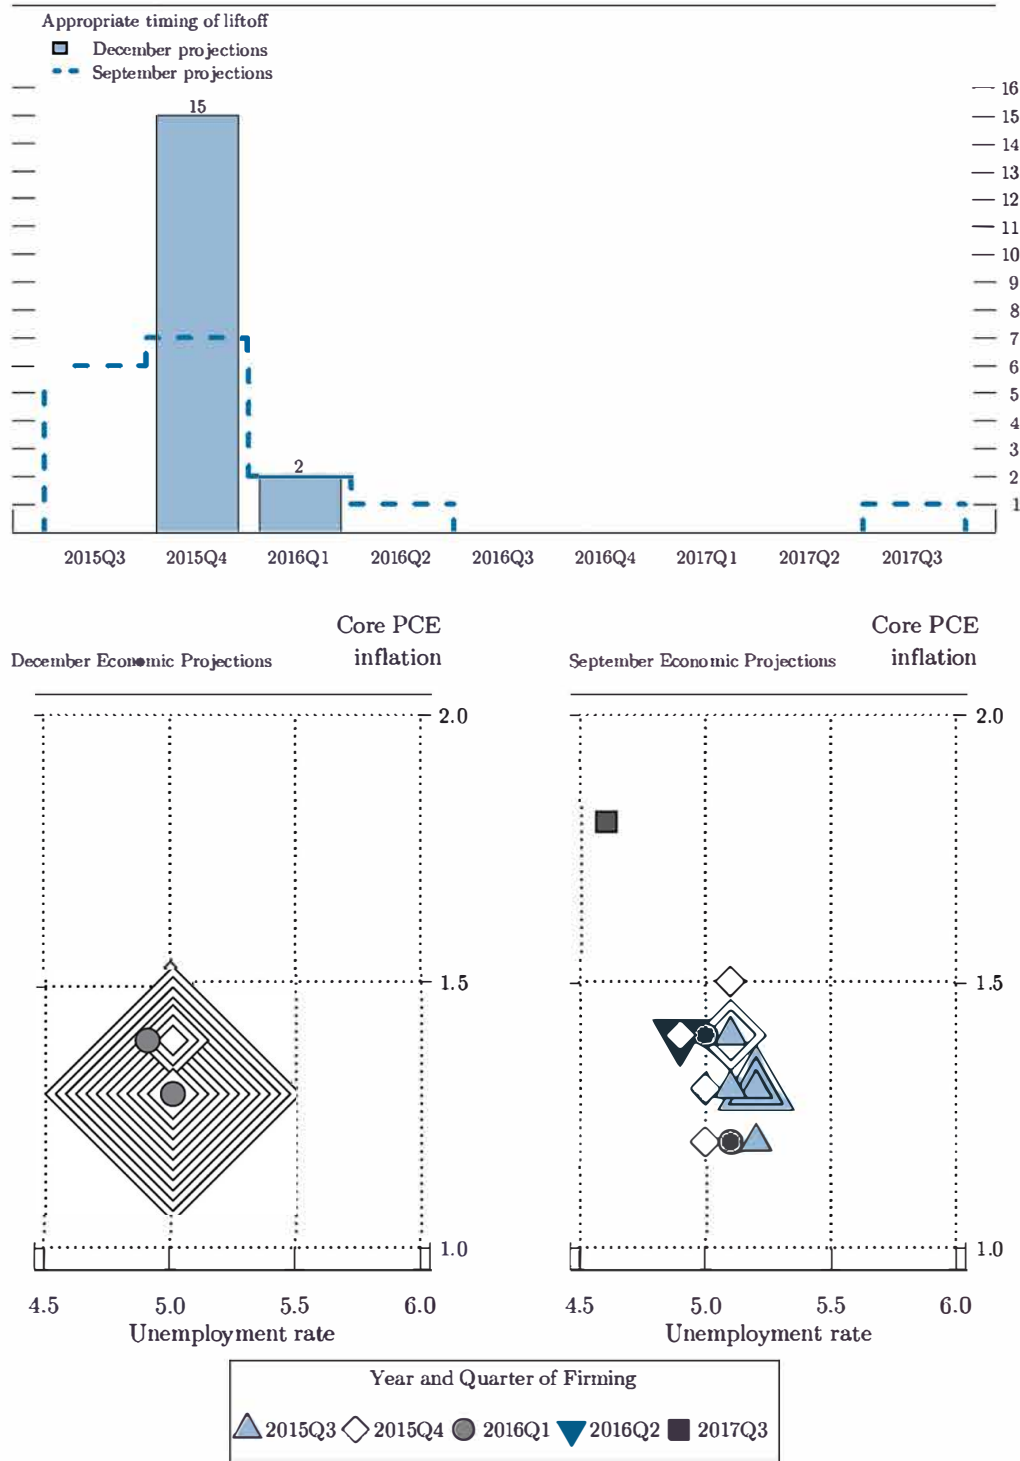 Appropriate timing of liftoff
December projections
September projections
16
15
15
14
13
12
11
10
9
8
7
6
5
4
3
2
2
1
2015Q3 2015Q4 2016Q1 2016Q2 2016Q3 2016Q4 2017Q1 2017Q2 2017Q3
Core PCE
inflation
December Economic Projections
2.0
1.5
1.0
4.5 5.0 5.5 6.0
Unemployment rate
Core PCE
inflation
September Economic Projections
2.0
1.5
1.0
4.5 5.0 5.5 6.0
Unemployment rate
Year and Quarter of Firming
2015Q3 2015Q4 2016Q1 2016Q2 2017Q3